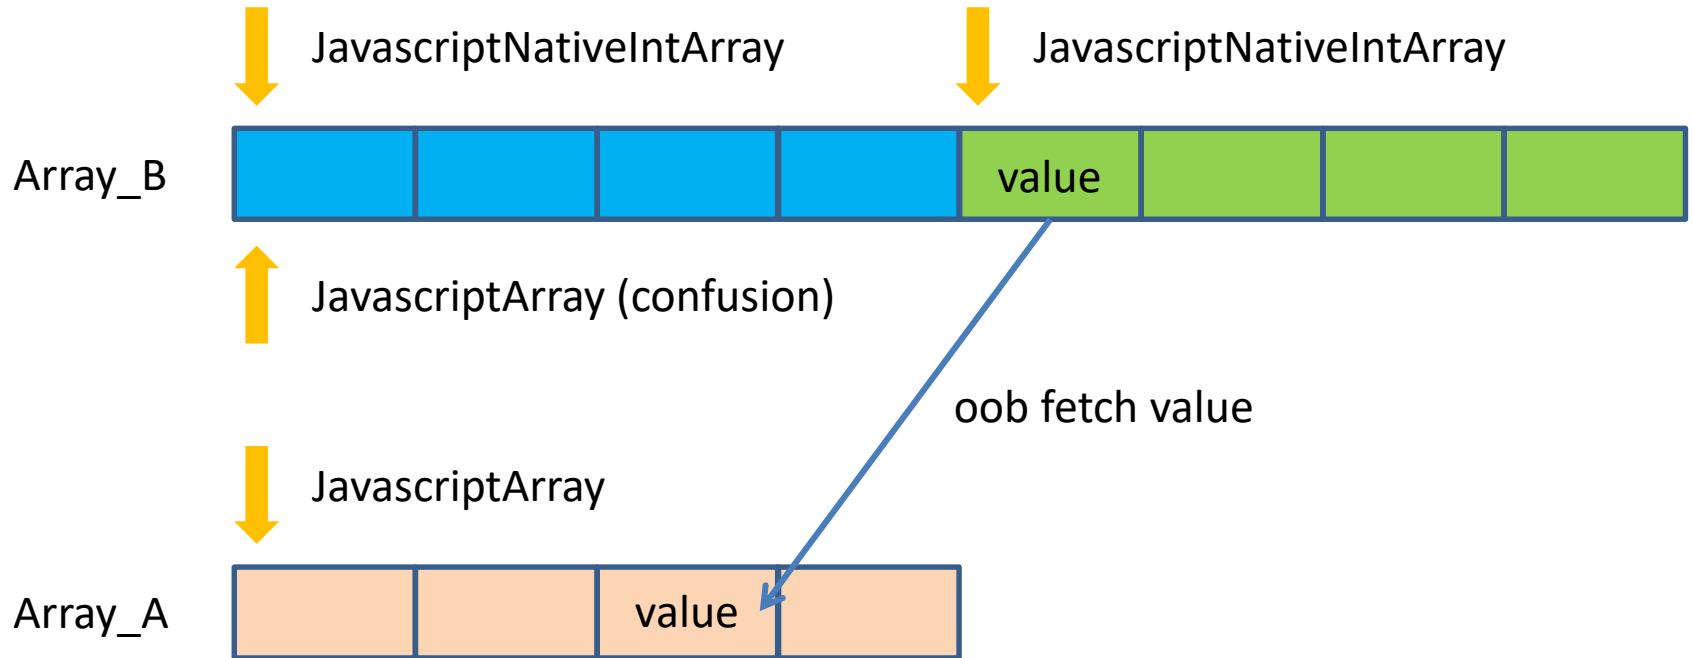 JavascriptNativeIntArray
JavascriptNativeIntArray
Array_B
value
JavascriptArray (confusion)
oob fetch value
JavascriptArray
Array_A
value